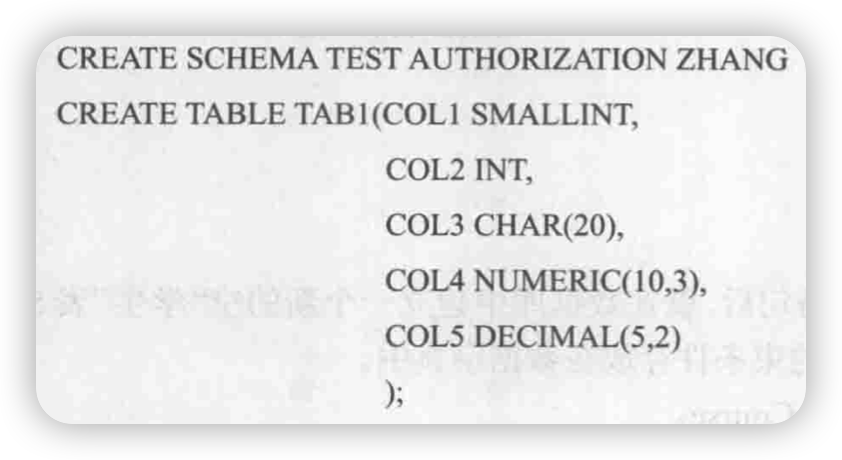 CREATE SCHEMA TEST AUTHORIZATION ZHANG
CREATE TABLE TAB1(COL1 SMALLINT,
COL2 INT,
COL3 CHAR(20),
COL4 NUMERIC(10,3),
COL5 DECIMAL(5,2)
);